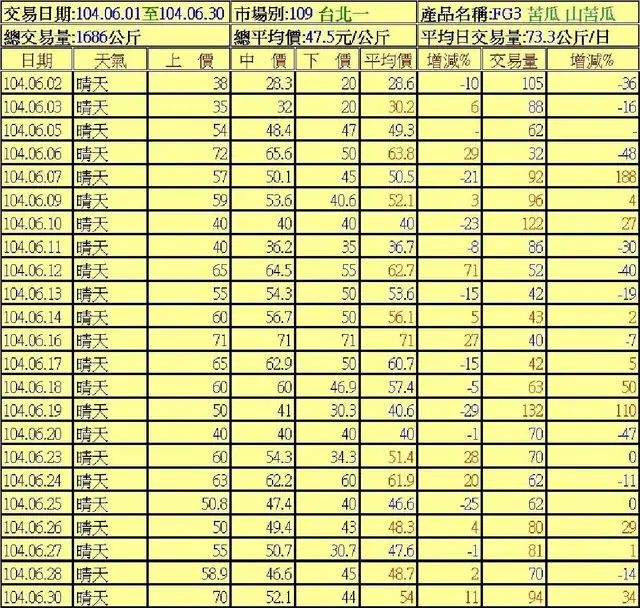 交易日期:104.06.01至104.06.30 市場別:109 台北一 產品名稱:FG3 苦瓜 山苦瓜
總交易量:1686公斤 總平均價:47.5元/公斤 平均日交易量:73.3公斤/日
日期 天氣 上 價 中 價 下 價 平均價 增減% 交易量 增減%
104.06.02 晴天 38 28.3 20 28.6 -10 105 -36
104.06.03 晴天 35 32 20 30.2 6 88 -16
104.06.05 晴天 54 48.4 47 49.3 - 62
104.06.06 晴天 72 65.6 50 63.8 29 32 -48
104.06.07 晴天 57 50.1 45 50.5 -21 92 188
104.06.09 晴天 59 53.6 40.6 52.1 3 96 4
104.06.10 晴天 40 40 40 40 -23 122 27
104.06.11 晴天 40 36.2 35 36.7 -8 86 -30
104.06.12 晴天 65 64.5 55 62.7 71 52 -40
104.06.13 晴天 55 54.3 50 53.6 -15 42 -19
104.06.14 晴天 60 56.7 50 56.1 5 43 2
104.06.16 晴天 71 71 71 71 27 40 -7
104.06.17 晴天 65 62.9 50 60.7 -15 42 5
104.06.18 晴天 60 60 46.9 57.4 -5 63 50
104.06.19 晴天 50 41 30.3 40.6 -29 132 110
104.06.20 晴天 40 40 40 40 -1 70 -47
104.06.23 晴天 60 54.3 34.3 51.4 28 70 0
104.06.24 晴天 63 62.2 60 61.9 20 62 -11
104.06.25 晴天 50.8 47.4 40 46.6 -25 62 0
104.06.26 晴天 50 49.4 43 48.3 4 80 29
104.06.27 晴天 55 50.7 30.7 47.6 -1 81 1
104.06.28 晴天 58.9 46.6 45 48.7 2 70 -14
104.06.30 晴天 70 52.1 44 54 11 94 34